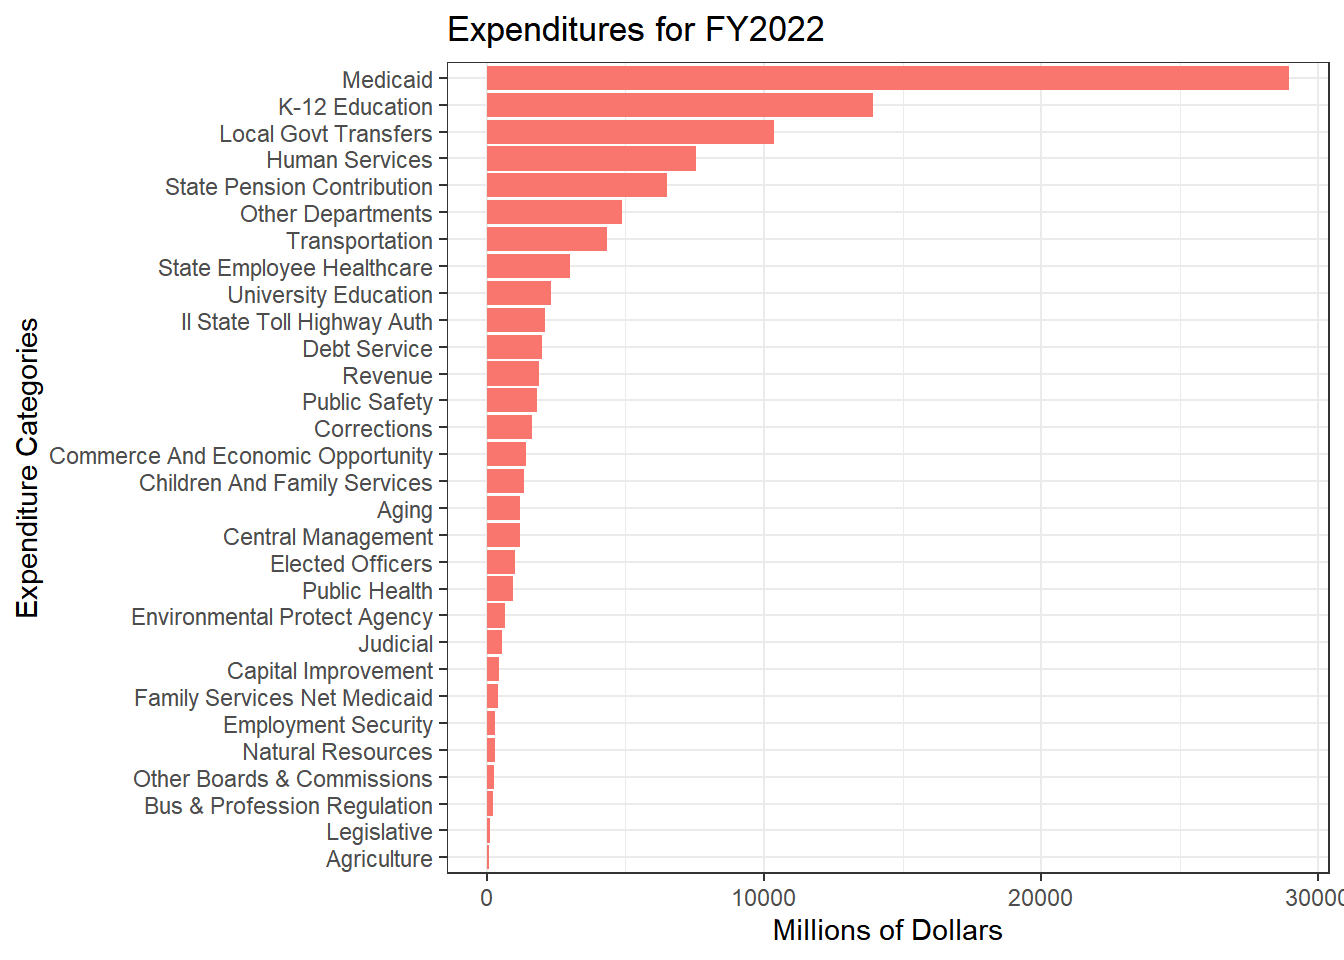 Expenditures for FY2022
Expenditure Categories
Medicaid
K-12 Education
Local Govt Transfers
Human Services
State Pension Contribution
Other Departments
Transportation
State Employee Healthcare
University Education
Il State Toll Highway Auth
Debt Service
Revenue
Public Safety
Corrections
Commerce And Economic Opportunity
Children And Family Services
Aging
Central Management
Elected Officers
Public Health
Environmental Protect Agency
Judicial
Capital Improvement
Family Services Net Medicaid
Employment Security
Natural Resources
Other Boards & Commissions
Bus & Profession Regulation
Legislative
Agriculture
0 10000 20000 30000
Millions of Dollars